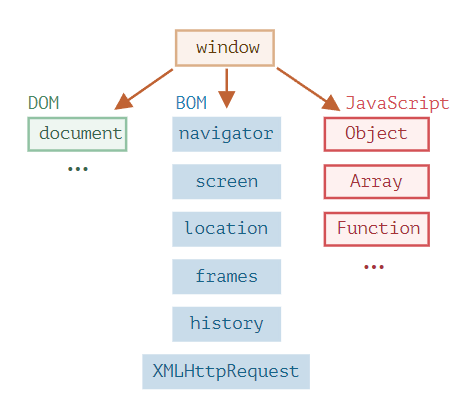 window
DOM
document
...
BOM
navigator
screen
location
frames
history
XMLHttpRequest
JavaScript
Object
Array
Function
...